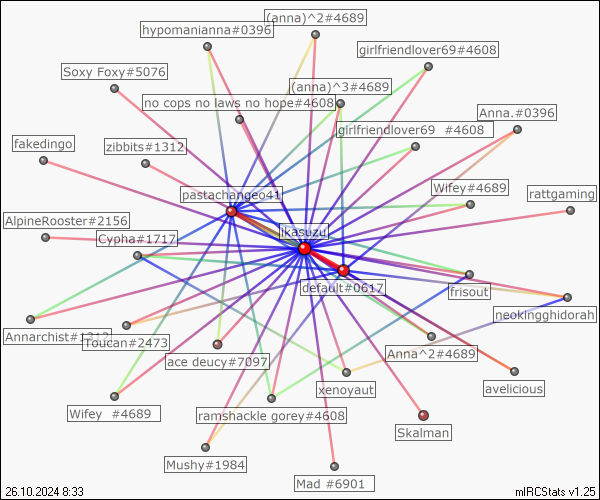 (anna)^2#4689
hypomanianna#0396
girlfriendlover69#4608
Soxy Foxy#5076
(anna)^3#4689
no cops no laws no hope#4608
Anna.#0396
girlfriendlover69 #4608
fakedingo
zibbits#1312
pastachangeo41
Wifey#4689
rattgaming
AlpineRooster#2156
Cypha#1717
ikasuzu
default#0617
frisout
neokingghidorah
Annarchist#1312
Toucan#2473
ace deucy#7097
Anna^2#4689
xenoyaut
avelicious
Wifey #4689
ramshackle gorey#4608
Skalman
Mushy#1984
Mad #6901
26.10.2024 8:33
mIRCStats v1.25